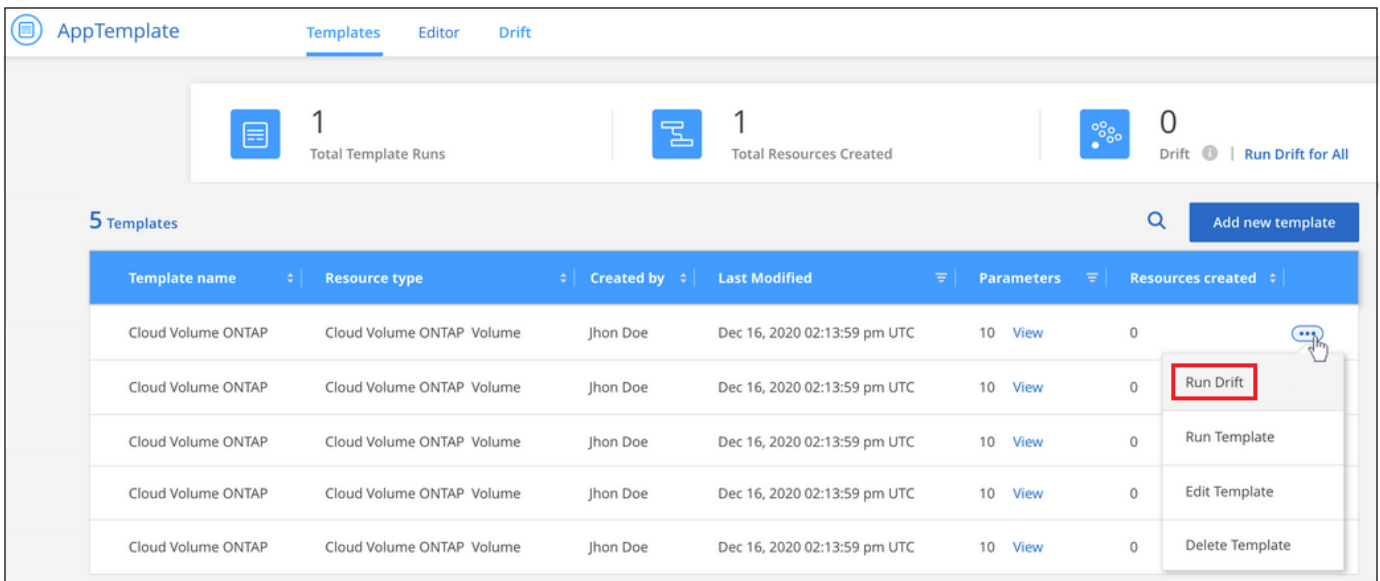 AppTemplate Templates Editor Drift
1
Total Template Runs
1
Total Resources Created
0
Drift | Run Drift for All
5 Templates
Add new template
Template name Resource type Created by Last Modified Parameters Resources created
Cloud Volume ONTAP Cloud Volume ONTAP Volume Jhon Doe Dec 16, 2020 02:13:59 pm UTC 10 View 0
Cloud Volume ONTAP Cloud Volume ONTAP Volume Jhon Doe Dec 16, 2020 02:13:59 pm UTC 10 View 0
Run Drift
Cloud Volume ONTAP Cloud Volume ONTAP Volume Jhon Doe Dec 16, 2020 02:13:59 pm UTC 10 View 0
Run Template
Cloud Volume ONTAP Cloud Volume ONTAP Volume Jhon Doe Dec 16, 2020 02:13:59 pm UTC 10 View 0
Edit Template
Cloud Volume ONTAP Cloud Volume ONTAP Volume Jhon Doe Dec 16, 2020 02:13:59 pm UTC 10 View 0
Delete Template